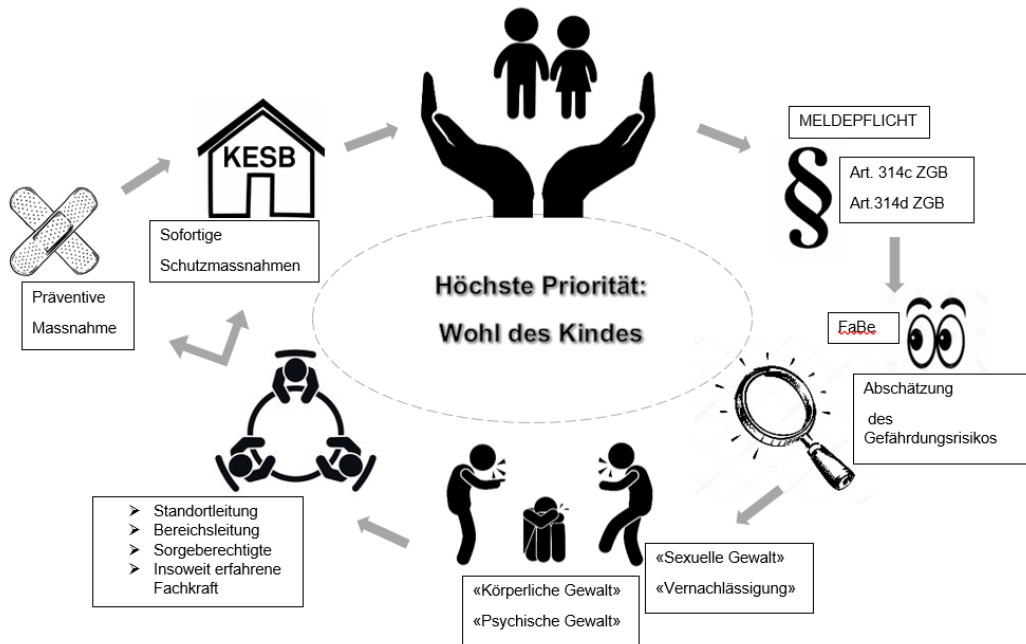 MELDEPFLICHT
§
Art. 314c ZGB
Art.314d ZGB
FaBe
Abschätzung
des
Gefährdungsrisikos
«Sexuelle Gewalt»
«Vernachlässigung»
«Körperliche Gewalt»
«Psychische Gewalt»
Standortleitung
Bereichsleitung
Sorgeberechtigte
Insoweit erfahrene
Fachkraft
Präventive
Massnahme
KESB
Sofortige
Schutzmassnahmen
Höchste Priorität:
Wohl des Kindes